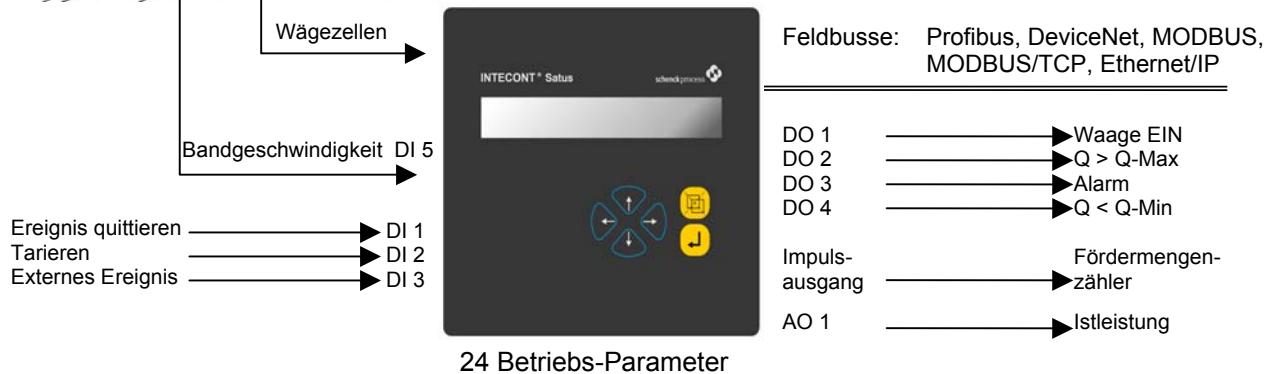 Wägezellen
Bandgeschwindigkeit DI 5
Ereignis quittieren DI 1
Tarieren DI 2
Externes Ereignis DI 3
INTECONT+ Satus schenck process
24 Betriebs-Parameter
Feldbusse: Profibus, DeviceNet, MODBUS,
MODBUS/TCP, Ethernet/IP
DO 1 Waage EIN
DO 2 Q > Q-Max
DO 3 Alarm
DO 4 Q < Q-Min
Impuls- Fördermengen-
ausgang zähler
AO 1 Istleistung